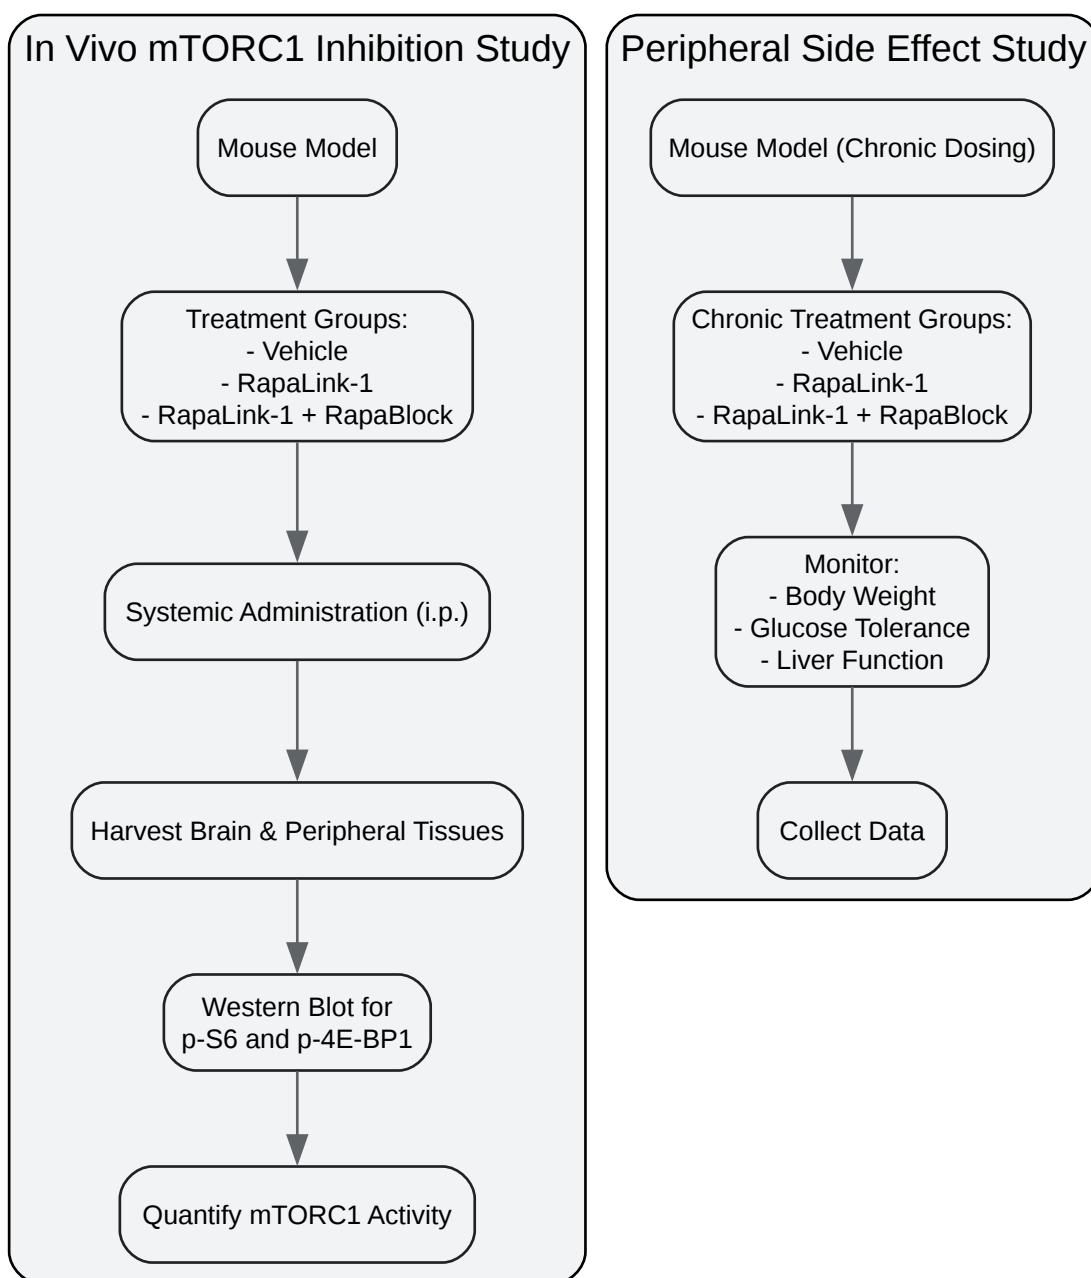 In Vivo mTORC1 Inhibition Study
Mouse Model
Treatment Groups:
- Vehicle
- RapaLink-1
- RapaLink-1 + RapaBlock
Systemic Administration (i.p.)
Harvest Brain & Peripheral Tissues
Western Blot for
p-S6 and p-4E-BP1
Quantify mTORC1 Activity
Peripheral Side Effect Study
Mouse Model (Chronic Dosing)
Chronic Treatment Groups:
- Vehicle
- RapaLink-1
- RapaLink-1 + RapaBlock
Monitor:
- Body Weight
- Glucose Tolerance
- Liver Function
Collect Data